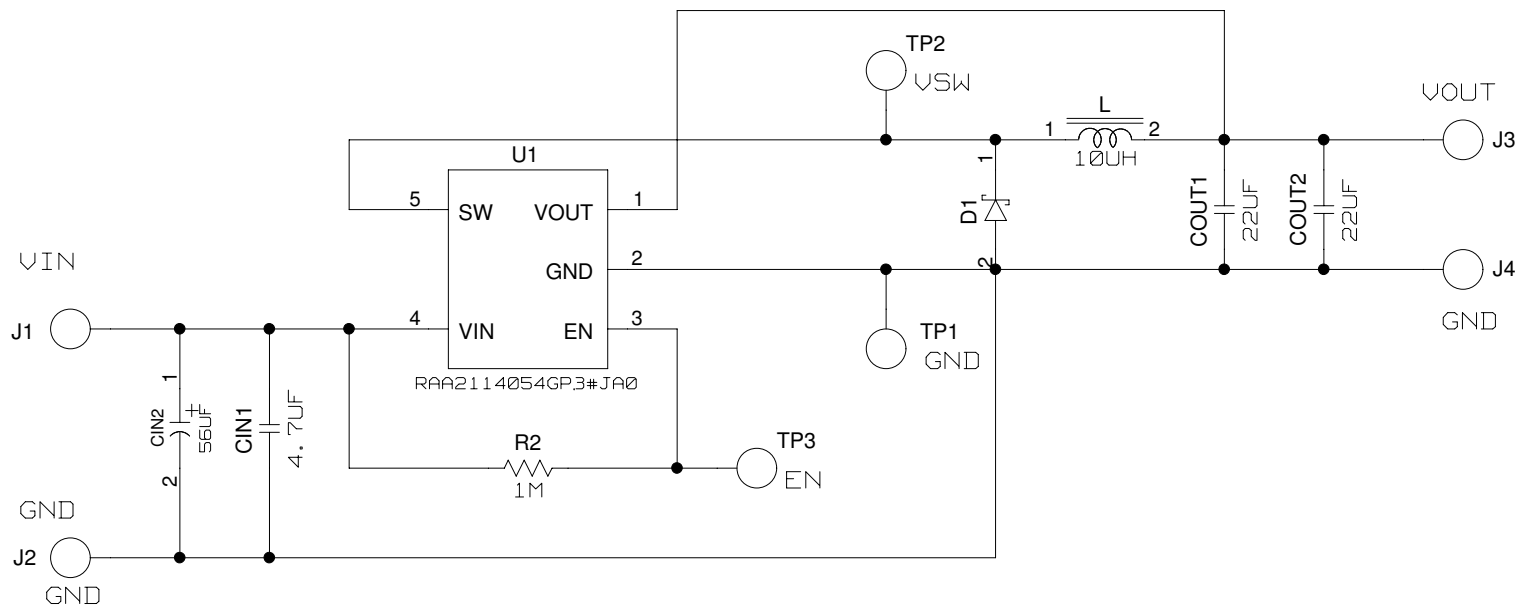 TP2
VSW
VOUT
L
1
2
10UH
J3
U1
1
5
SW
VOUT
1
D1
COUT1
22UF
COUT2
22UF
VIN
GND
2
2
J4
J1
4
VIN
EN
3
TP1
GND
GND
RAA2114054GP3#JA0
1
CIN2
+
56UF
CIN1
4.7UF
R2
1M
TP3
EN
2
GND
J2
GND